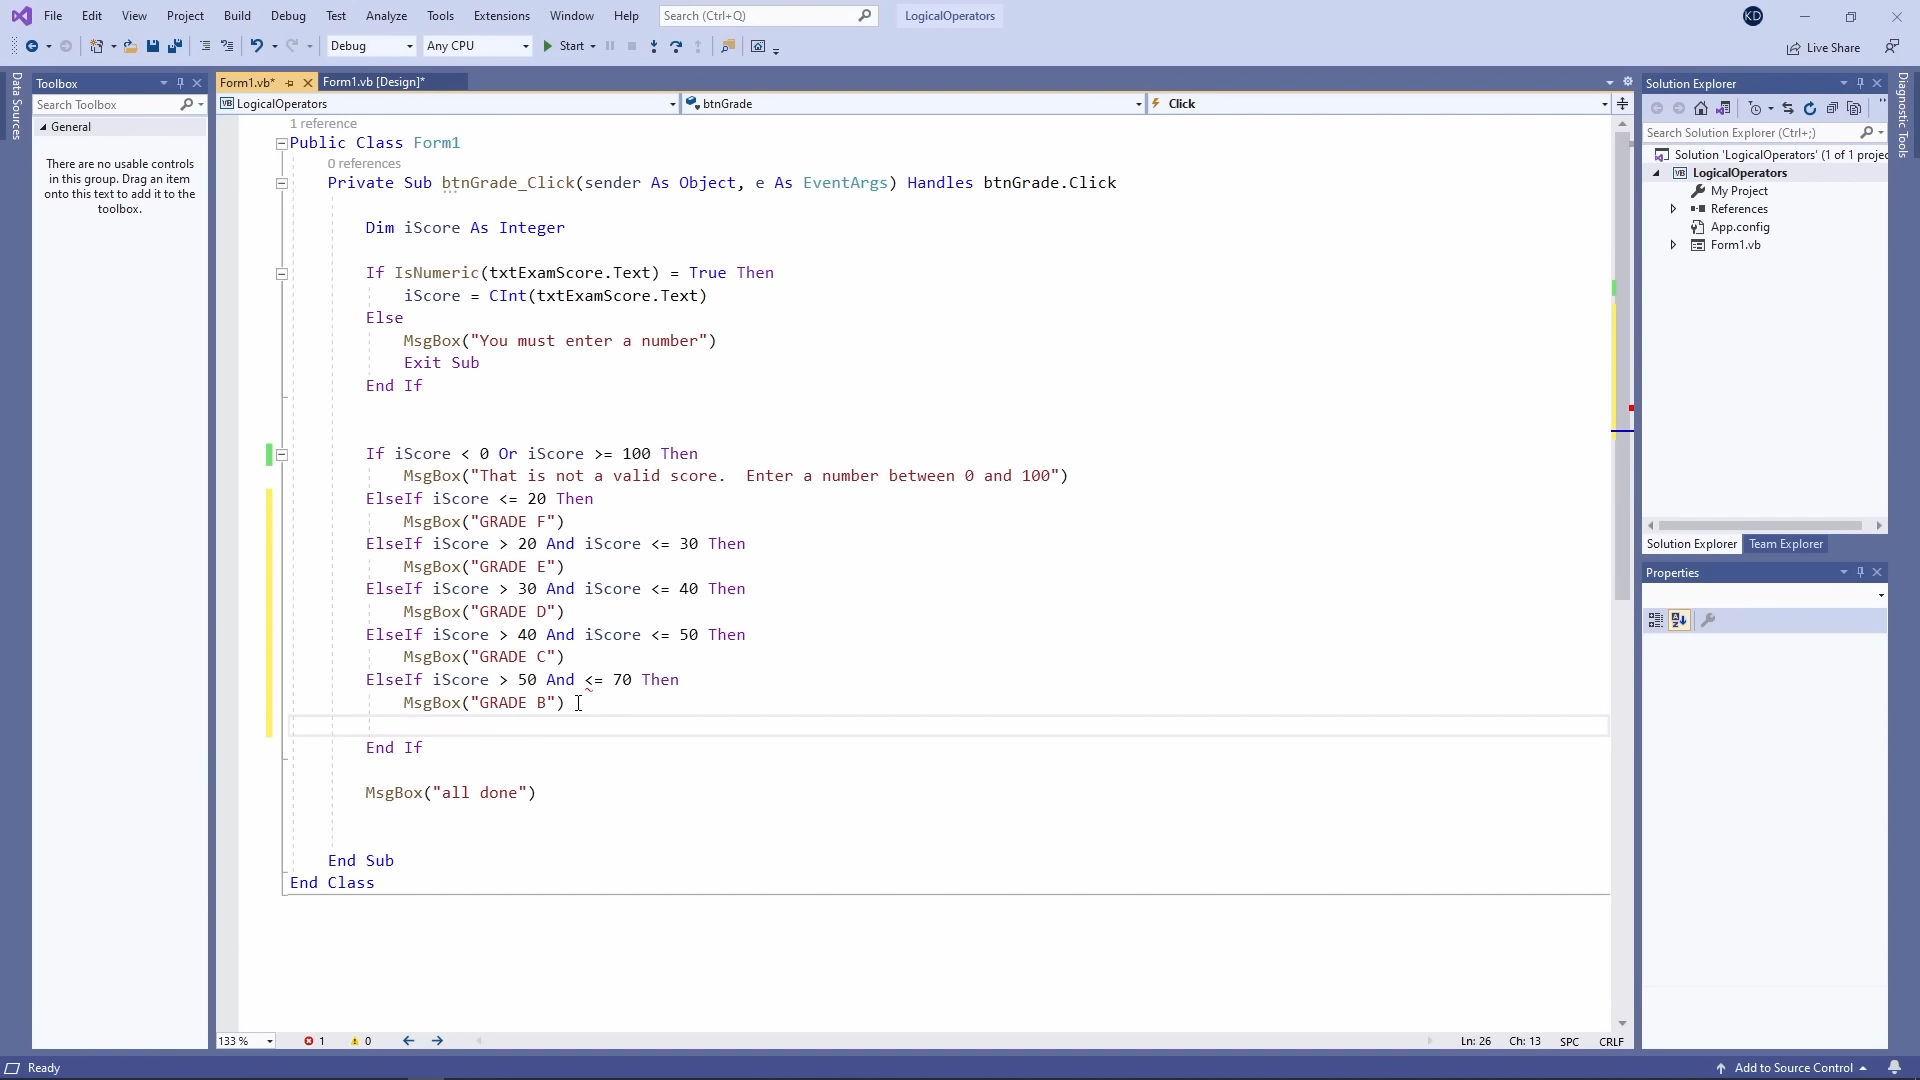 File Edit View Project Build Debug Test Analyze Tools Extensions Window Help Search (Ctrl+Q) LogicalOperators KD
Debug Any CPU Start Live Share
Data Sources
Toolbox
Search Toolbox
General
There are no usable controls
in this group. Drag an item
onto this text to add it to the
toolbox.
Form1.vb* Form1.vb [Design]*
VB LogicalOperators btnGrade Click
1 reference
Public Class Form1
0 references
Private Sub btnGrade_Click(sender As Object, e As EventArgs) Handles btnGrade.Click
Dim iScore As Integer
If IsNumeric(txtExamScore.Text) = True Then
iScore = CInt(txtExamScore.Text)
Else
MsgBox("You must enter a number")
Exit Sub
End If
If iScore < 0 Or iScore >= 100 Then
MsgBox("That is not a valid score.  Enter a number between 0 and 100")
ElseIf iScore <= 20 Then
MsgBox("GRADE F")
ElseIf iScore > 20 And iScore <= 30 Then
MsgBox("GRADE E")
ElseIf iScore > 30 And iScore <= 40 Then
MsgBox("GRADE D")
ElseIf iScore > 40 And iScore <= 50 Then
MsgBox("GRADE C")
ElseIf iScore > 50 And <= 70 Then
MsgBox("GRADE B")
End If
MsgBox("all done")
End Sub
End Class
133 % 1 0 Ln: 26 Ch: 13 SPC CRLF
Solution Explorer
Search Solution Explorer (Ctrl+;)
Solution 'LogicalOperators' (1 of 1 projec
VB LogicalOperators
My Project
References
App.config
Form1.vb
Solution Explorer Team Explorer
Properties
Diagnostic Tools
Ready Add to Source Control